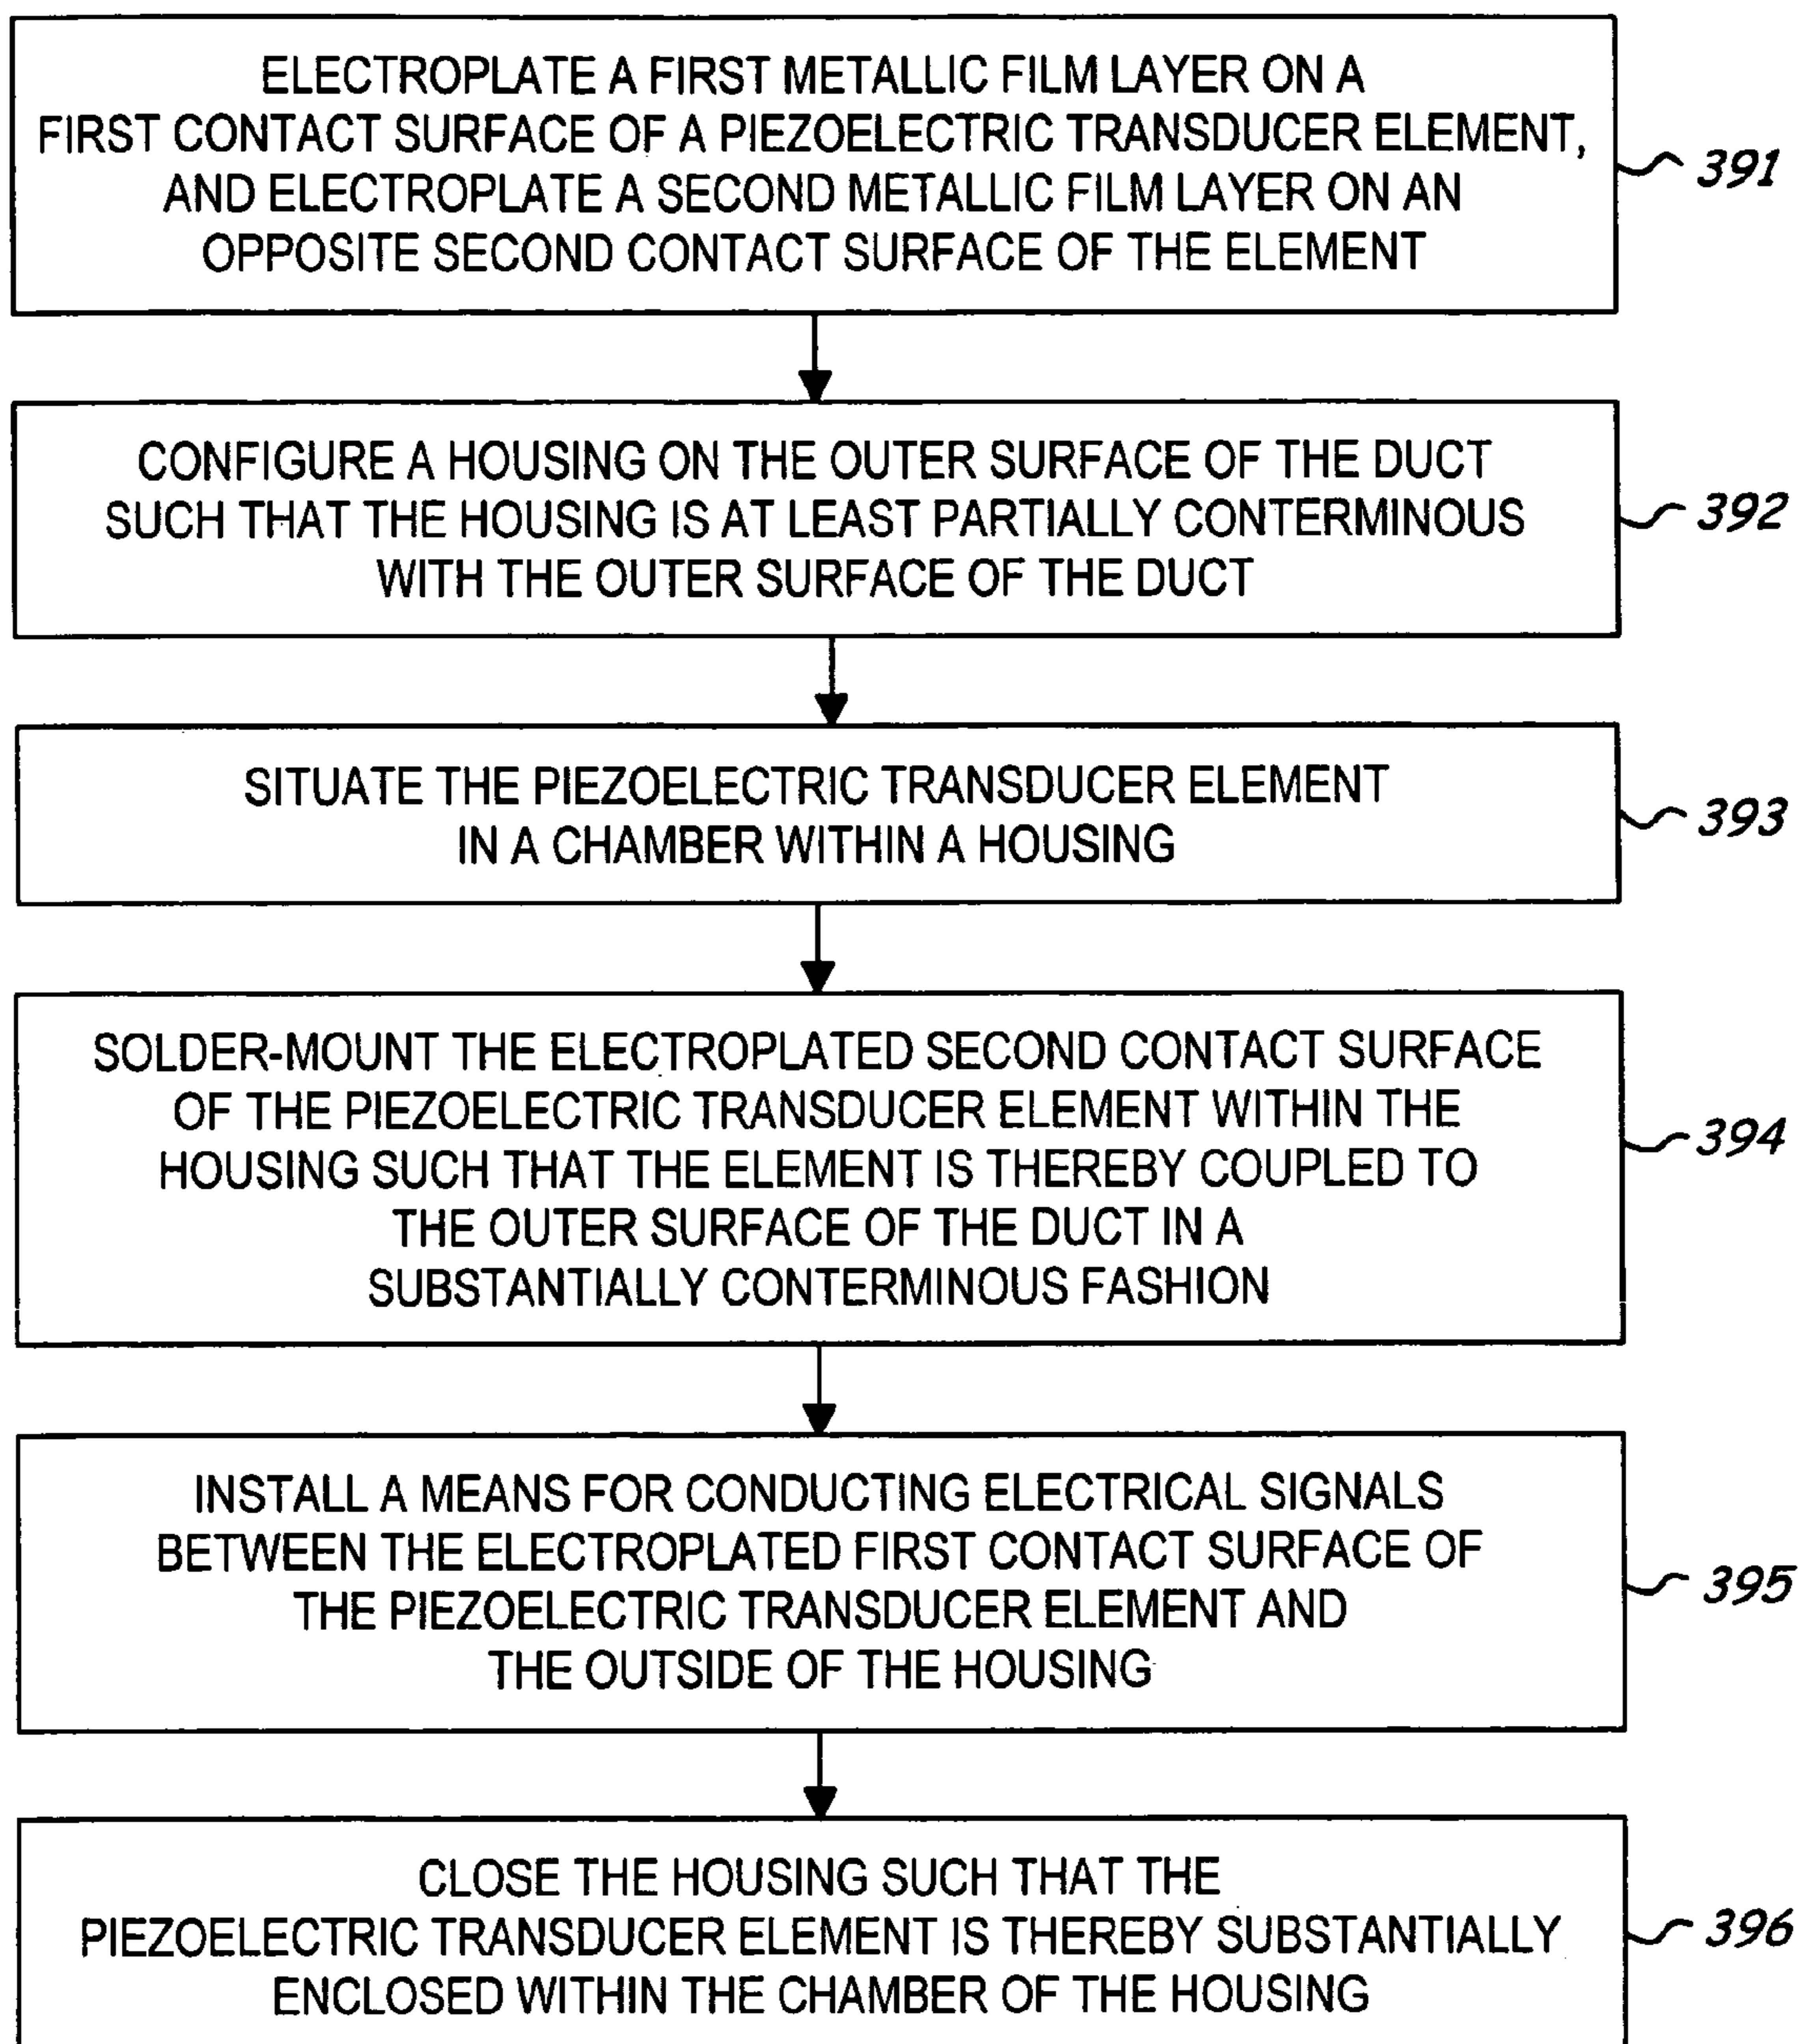 ELECTROPLATE A FIRST METALLIC FILM LAYER ON A
FIRST CONTACT SURFACE OF A PIEZOELECTRIC TRANSDUCER ELEMENT,
AND ELECTROPLATE A SECOND METALLIC FILM LAYER ON AN
OPPOSITE SECOND CONTACT SURFACE OF THE ELEMENT
391
CONFIGURE A HOUSING ON THE OUTER SURFACE OF THE DUCT
SUCH THAT THE HOUSING IS AT LEAST PARTIALLY CONTERMINOUS
WITH THE OUTER SURFACE OF THE DUCT
392
SITUATE THE PIEZOELECTRIC TRANSDUCER ELEMENT
IN A CHAMBER WITHIN A HOUSING
393
SOLDER-MOUNT THE ELECTROPLATED SECOND CONTACT SURFACE
OF THE PIEZOELECTRIC TRANSDUCER ELEMENT WITHIN THE
HOUSING SUCH THAT THE ELEMENT IS THEREBY COUPLED TO
THE OUTER SURFACE OF THE DUCT IN A
SUBSTANTIALLY CONTERMINOUS FASHION
394
INSTALL A MEANS FOR CONDUCTING ELECTRICAL SIGNALS
BETWEEN THE ELECTROPLATED FIRST CONTACT SURFACE OF
THE PIEZOELECTRIC TRANSDUCER ELEMENT AND
THE OUTSIDE OF THE HOUSING
395
CLOSE THE HOUSING SUCH THAT THE
PIEZOELECTRIC TRANSDUCER ELEMENT IS THEREBY SUBSTANTIALLY
ENCLOSED WITHIN THE CHAMBER OF THE HOUSING
396